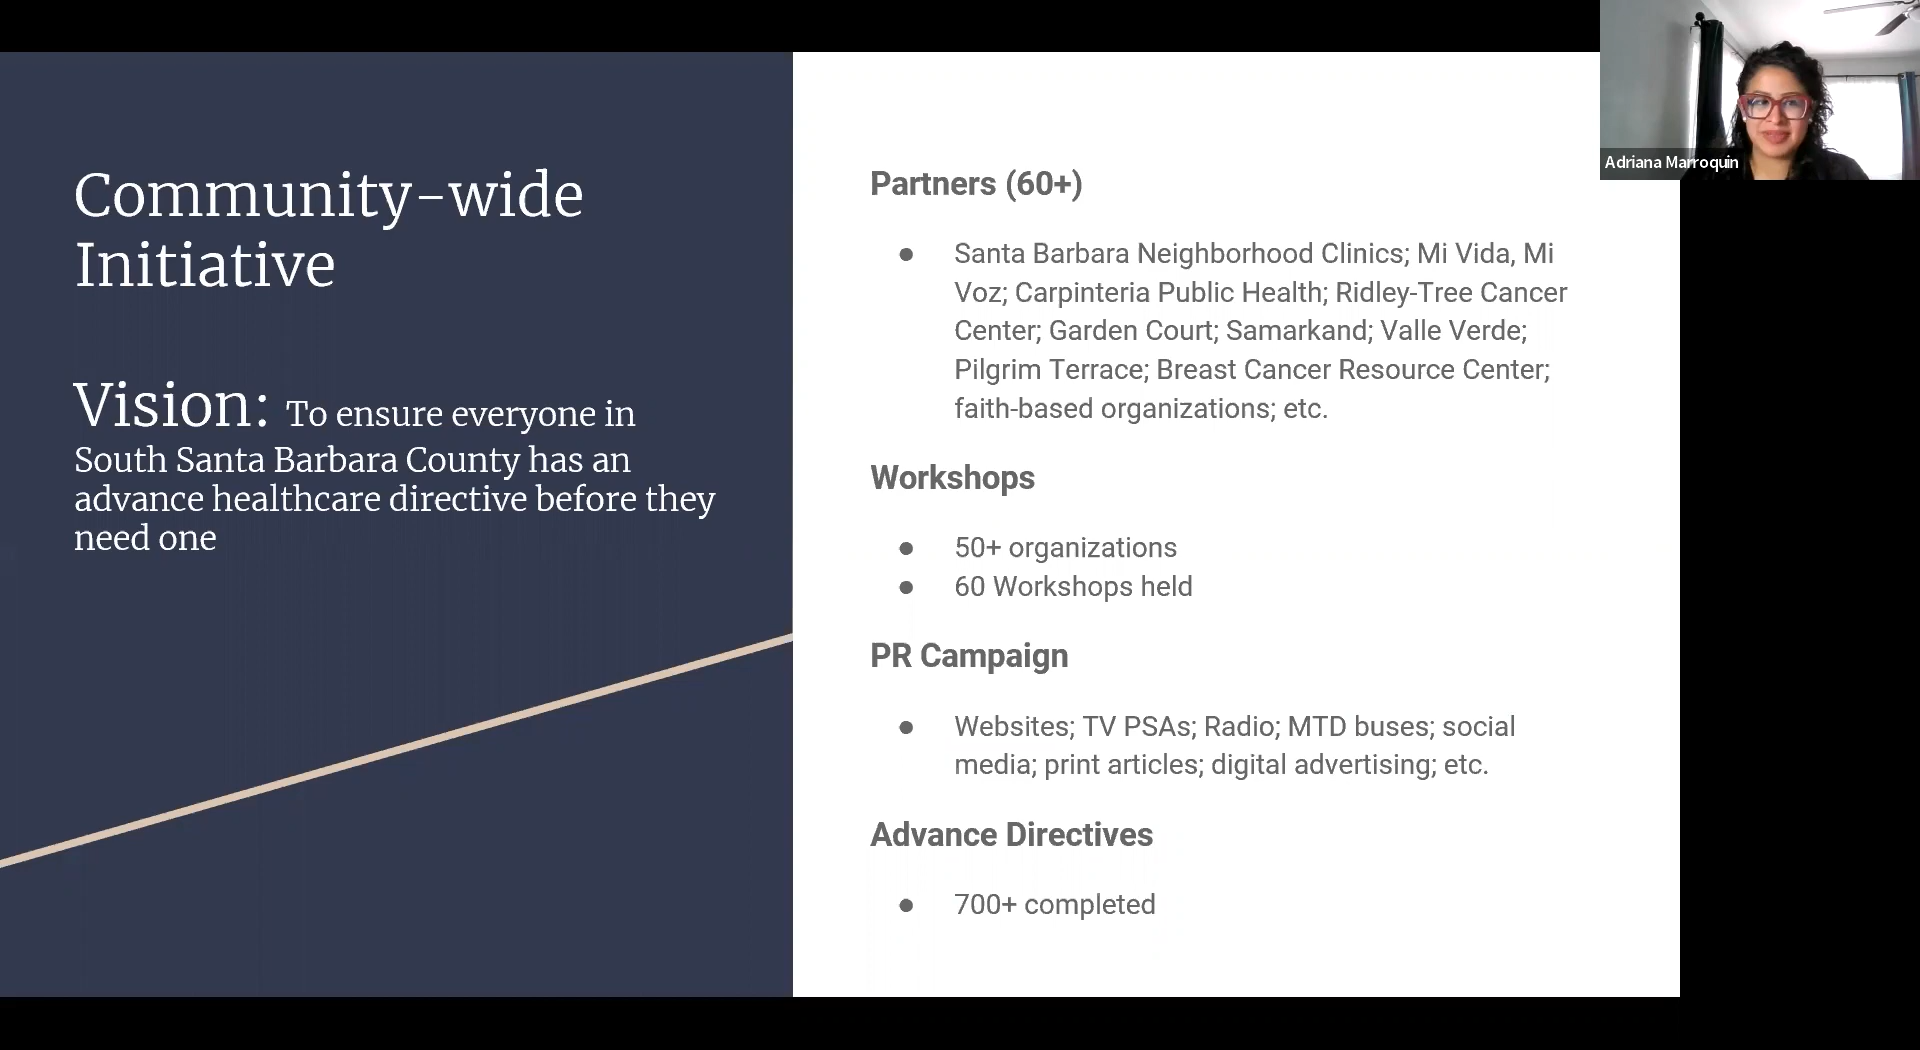 Community-wide
Initiative
Vision: To ensure everyone in
South Santa Barbara County has an
advance healthcare directive before they
need one
Partners (60+)
● Santa Barbara Neighborhood Clinics; Mi Vida, Mi
Voz; Carpinteria Public Health; Ridley-Tree Cancer
Center; Garden Court; Samarkand; Valle Verde;
Pilgrim Terrace; Breast Cancer Resource Center;
faith-based organizations; etc.
Workshops
● 50+ organizations
● 60 Workshops held
PR Campaign
● Websites; TV PSAs; Radio; MTD buses; social
media; print articles; digital advertising; etc.
Advance Directives
● 700+ completed
Adriana Marroquin